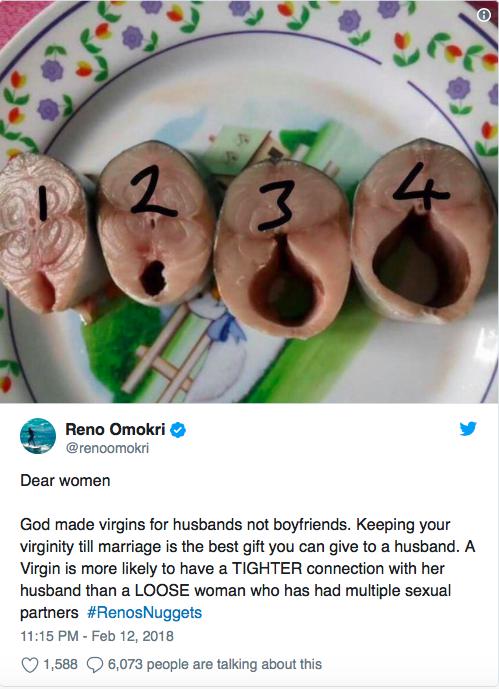 1 2 3 4
Reno Omokri
@renoomokri
Dear women
God made virgins for husbands not boyfriends. Keeping your
virginity till marriage is the best gift you can give to a husband. A
Virgin is more likely to have a TIGHTER connection with her
husband than a LOOSE woman who has had multiple sexual
partners #RenosNuggets
11:15 PM - Feb 12, 2018
1,588 6,073 people are talking about this